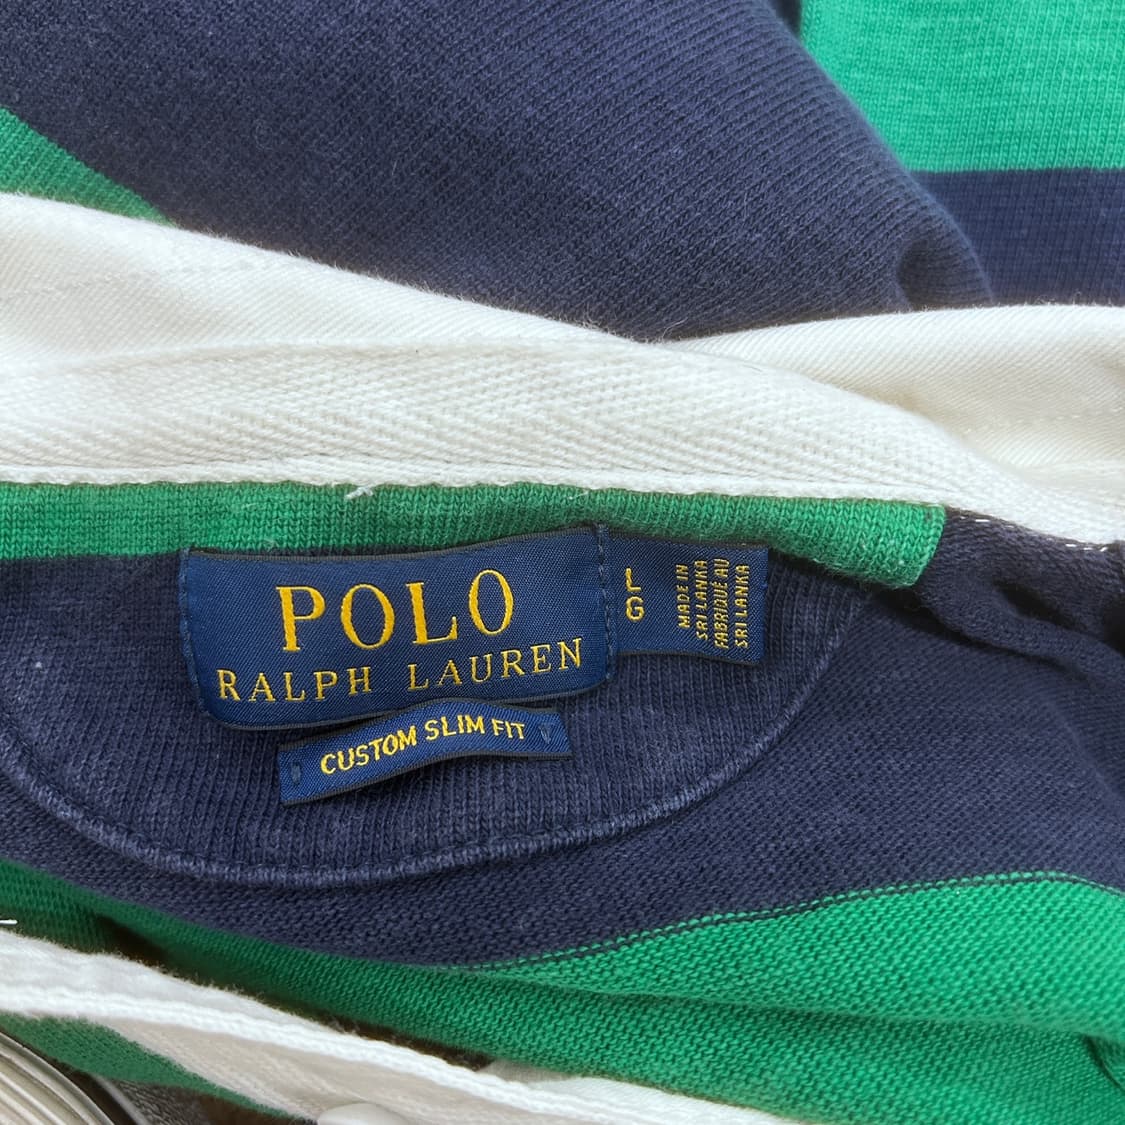 POLO
RALPH LAUREN
CUSTOM SLIM FIT
L
G
MADE IN
SRI LANKA
FABRIQUÉ AU
SRI LANKA